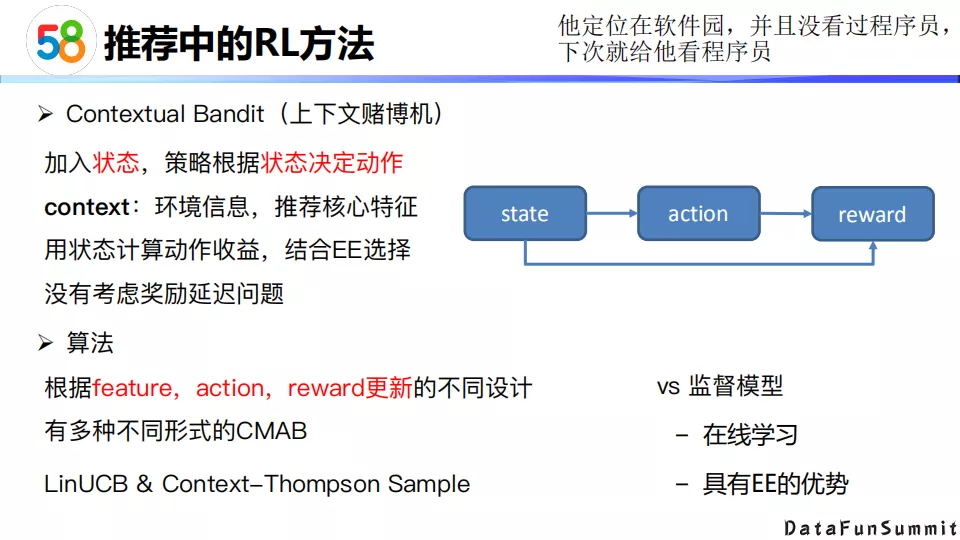 58
推荐中的RL方法
他定位在软件园，并且没看过程序员，
下次就给他看程序员
➢ Contextual Bandit（上下文赌博机）
加入状态，策略根据状态决定动作
context：环境信息，推荐核心特征
用状态计算动作收益，结合EE选择
没有考虑奖励延迟问题
state
action
reward
➢ 算法
根据feature，action，reward更新的不同设计
有多种不同形式的CMAB
LinUCB & Context-Thompson Sample
vs 监督模型
- 在线学习
- 具有EE的优势
DataFunSummit